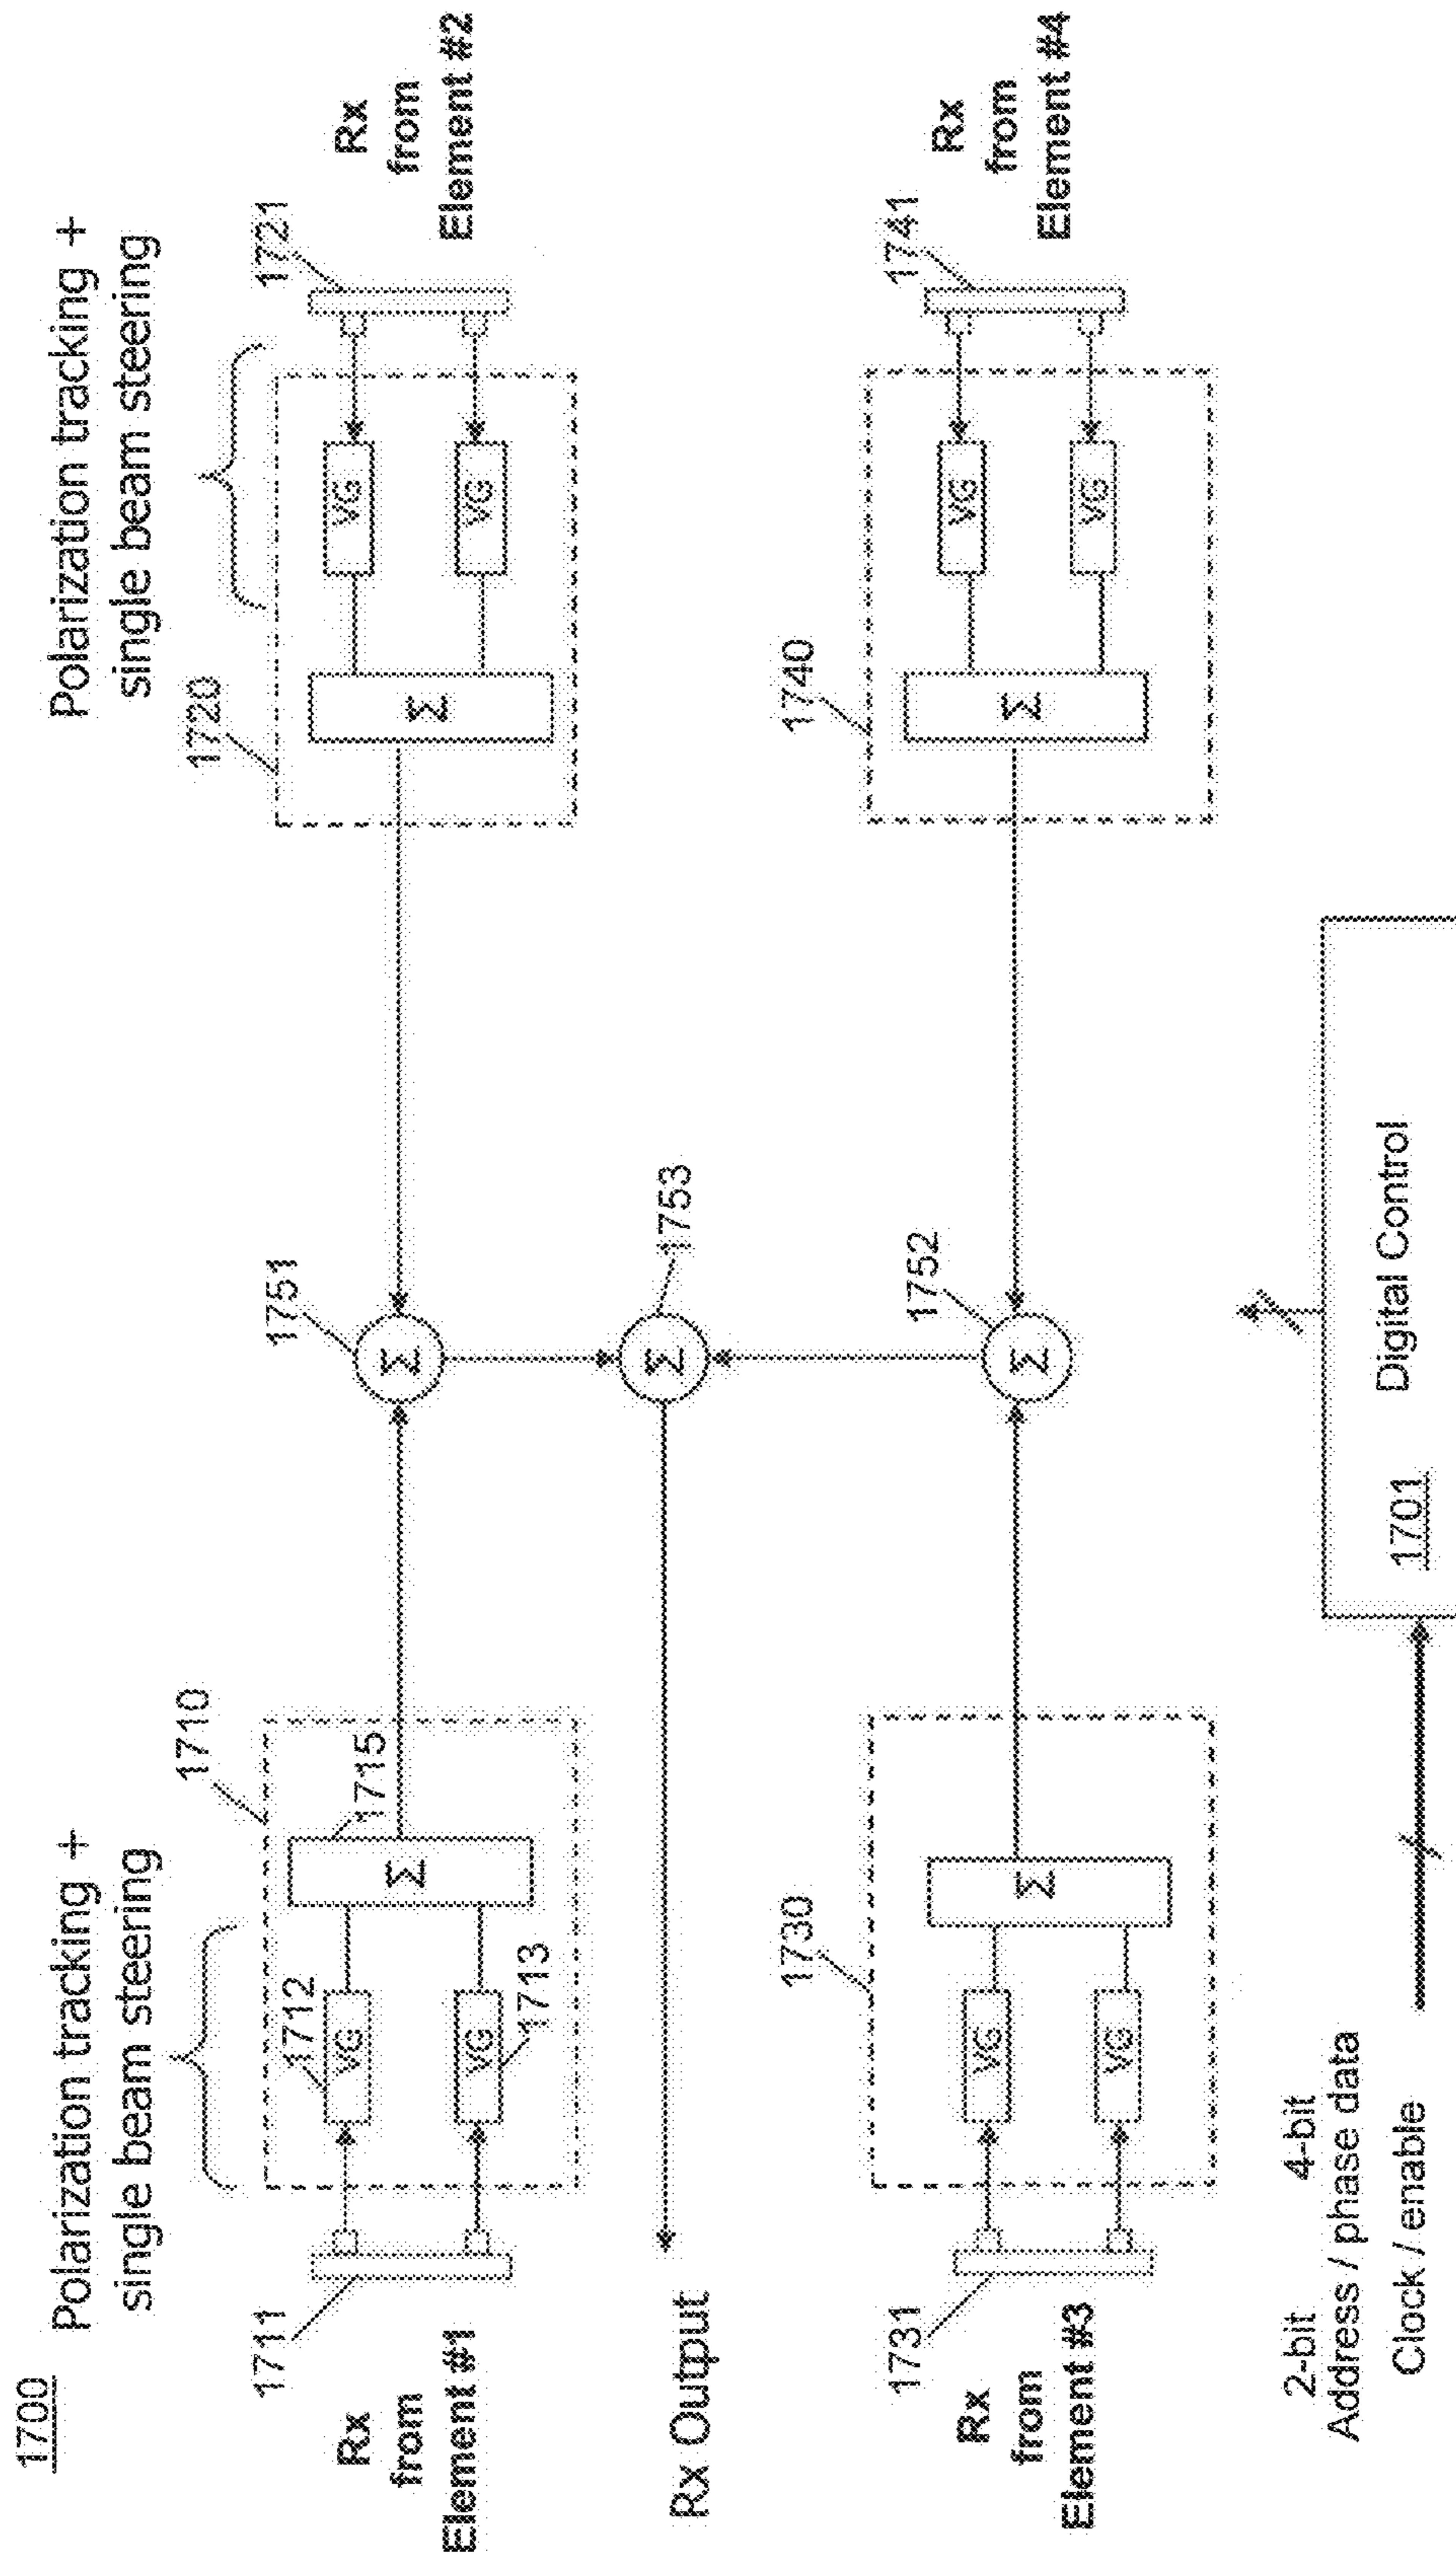 1700
Polarization tracking +
single beam steering
Polarization tracking +
single beam steering
1710
1720
1711
1712
1715
1751
1721
Rx
from
Element #1
VG
VG
1713
Σ
Σ
Σ
VG
VG
Rx
from
Element #2
Rx Output
Σ
1753
1730
1752
1740
1731
1741
Rx
from
Element #3
VG
VG
Σ
Σ
Σ
VG
VG
Rx
from
Element #4
2-bit 4-bit
Address / phase data
Clock / enable
1701
Digital Control